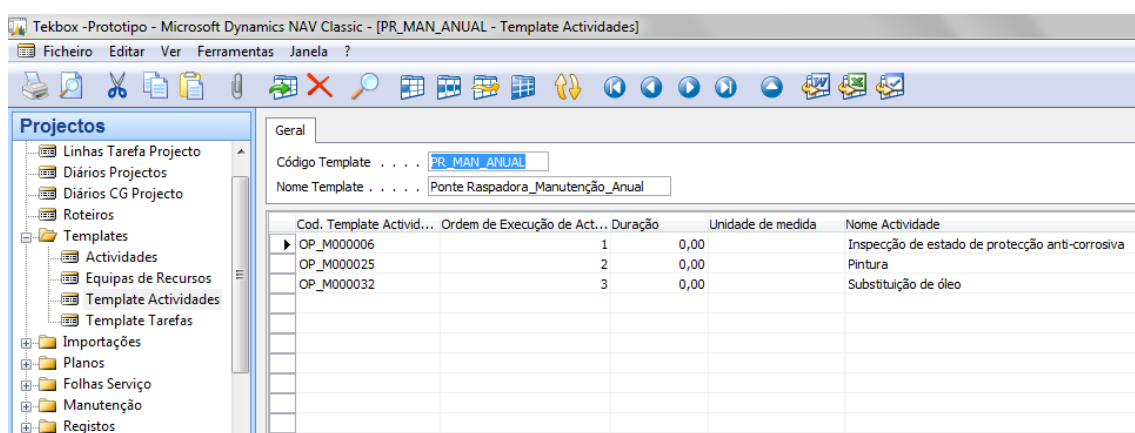 Tekbox -Prototipo - Microsoft Dynamics NAV Classic - [PR_MAN_ANUAL - Template Actividades]
Ficheiro Editar Ver Ferramentas Janela ?
Projectos
Linhas Tarefa Projecto
Diários Projectos
Diários CG Projecto
Roteiros
Templates
Actividades
Equipas de Recursos
Template Actividades
Template Tarefas
Importações
Planos
Folhas Serviço
Manutenção
Registos
Geral
Código Template . . . . PR_MAN_ANUAL
Nome Template . . . . . Ponte Raspadora_Manutenção_Anual
Cod. Template Activid... Ordem de Execução de Act... Duração Unidade de medida Nome Actividade
OP_M000006 1 0,00 Inspecção de estado de protecção anti-corrosiva
OP_M000025 2 0,00 Pintura
OP_M000032 3 0,00 Substituição de óleo